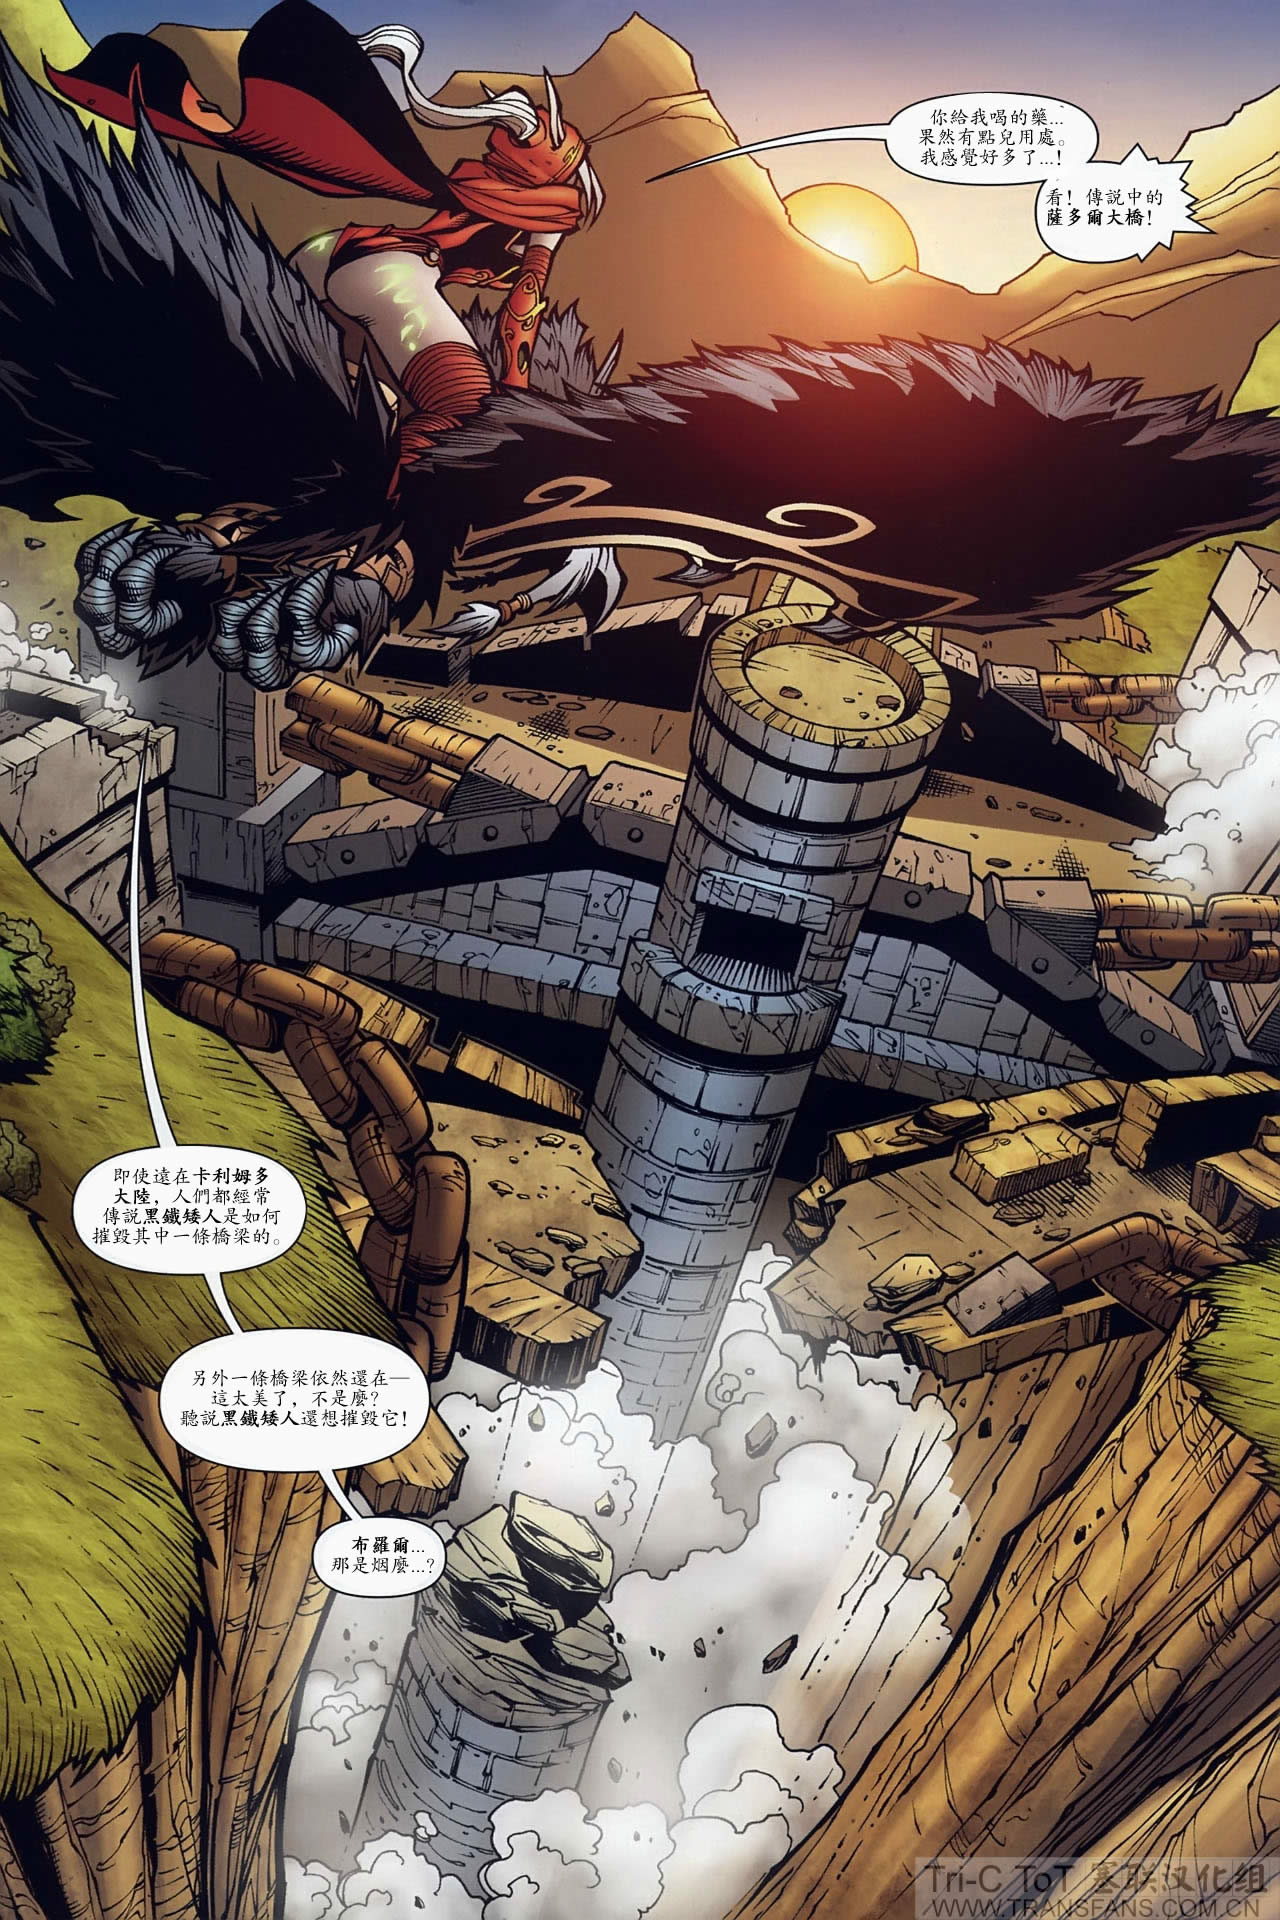 你給我喝的藥...
果然有點兒用處。
我感覺好多了...!
看！傳說中的
薩多爾大橋！
即使遠在卡利姆多
大陸，人們都經常
傳說黑鐵矮人是如何
摧毀其中一條橋梁的。
另外一條橋梁依然還在—
這太美了，不是麼？
聽說黑鐵矮人還想摧毀它！
布羅爾...
那是烟麼...?
Tri-C ToT 塞联汉化组
WWW.TRANSFANS.COM.CN